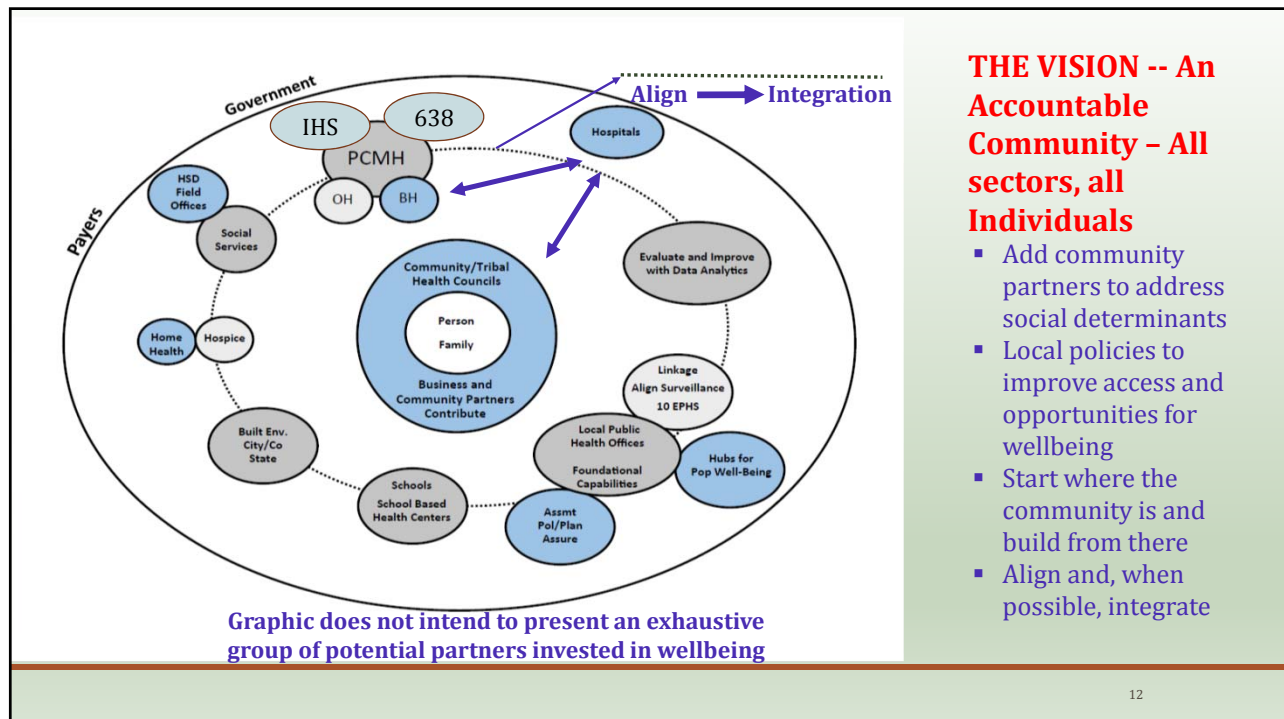 Government
Payers
IHS
638
PCMH
OH
BH
Align
Integration
Hospitals
HSD
Field
Offices
Social
Services
Evaluate and Improve
with Data Analytics
Community/Tribal
Health Councils
Person
Family
Business and
Community Partners
Contribute
Home
Health
Hospice
Linkage
Align Surveillance
10 EPHS
Local Public
Health Offices
Foundational
Capabilities
Hubs for
Pop Well-Being
Built Env.
City/Co
State
Schools
School Based
Health Centers
Assmt
Pol/Plan
Assure
Graphic does not intend to present an exhaustive
group of potential partners invested in wellbeing
THE VISION -- An
Accountable
Community – All
sectors, all
Individuals
▪ Add community
partners to address
social determinants
▪ Local policies to
improve access and
opportunities for
wellbeing
▪ Start where the
community is and
build from there
▪ Align and, when
possible, integrate
12